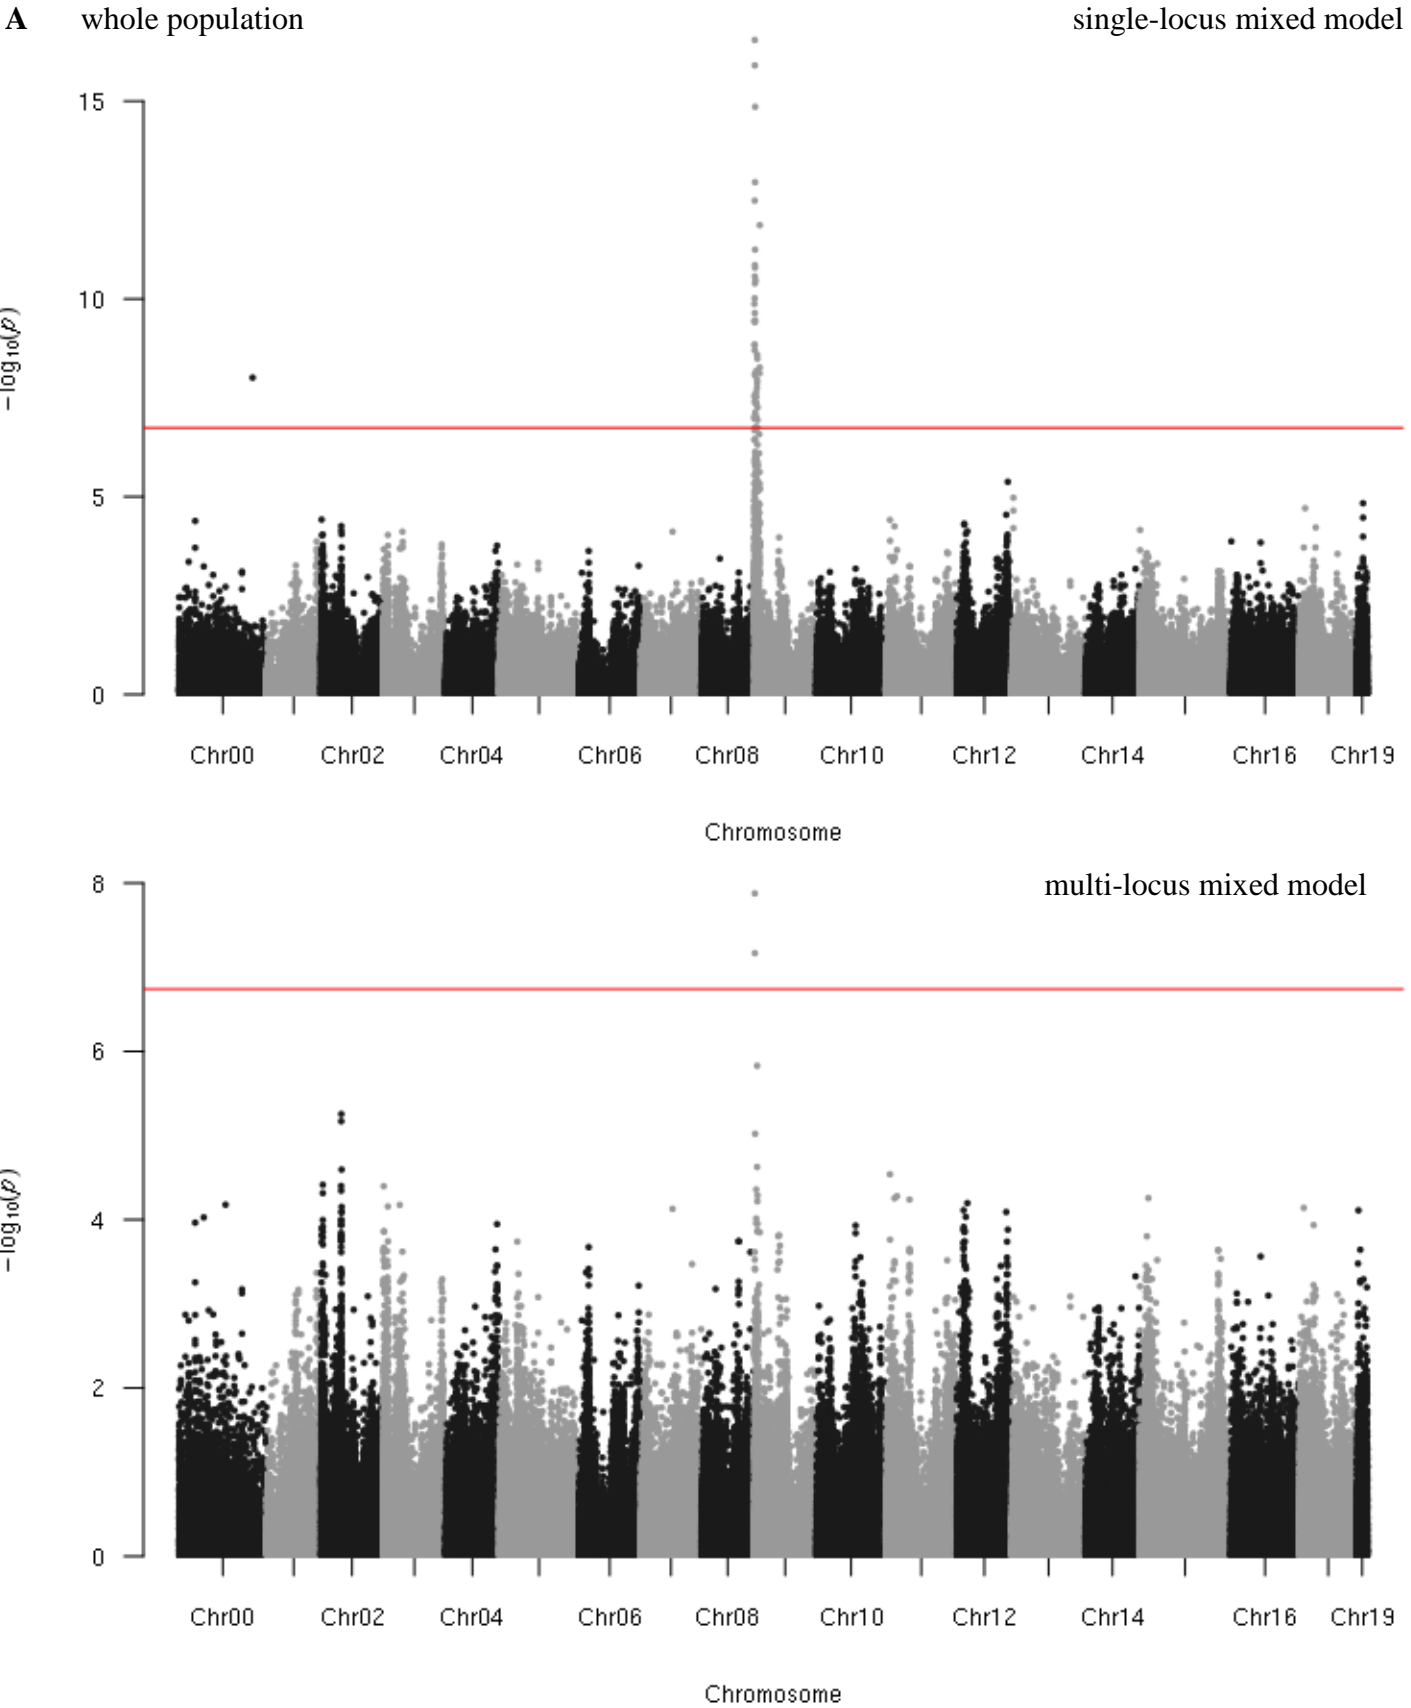 A whole population single-locus mixed model
15
10
5
0
−log10(p)
Chr00 Chr02 Chr04 Chr06 Chr08 Chr10 Chr12 Chr14 Chr16 Chr19
Chromosome
multi-locus mixed model
8
6
4
2
0
−log10(p)
Chr00 Chr02 Chr04 Chr06 Chr08 Chr10 Chr12 Chr14 Chr16 Chr19
Chromosome